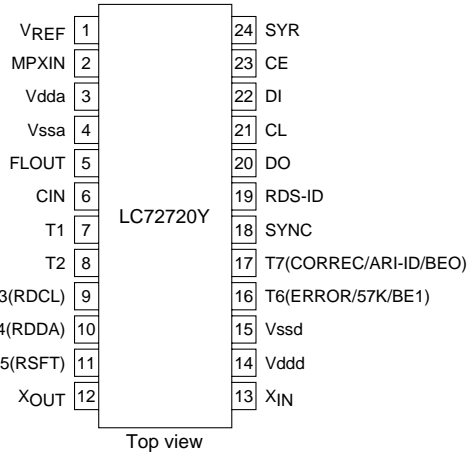 VREF 1 24 SYR
MPXIN 2 23 CE
Vdda 3 22 DI
Vssa 4 21 CL
FLOUT 5 20 DO
CIN 6 19 RDS-ID
LC72720Y
T1 7 18 SYNC
T2 8 17 T7(CORREC/ARI-ID/BEO)
3(RDCL) 9 16 T6(ERROR/57K/BE1)
4(RDDA) 10 15 Vssd
5(RSFT) 11 14 Vddd
XOUT 12 13 XIN
Top view